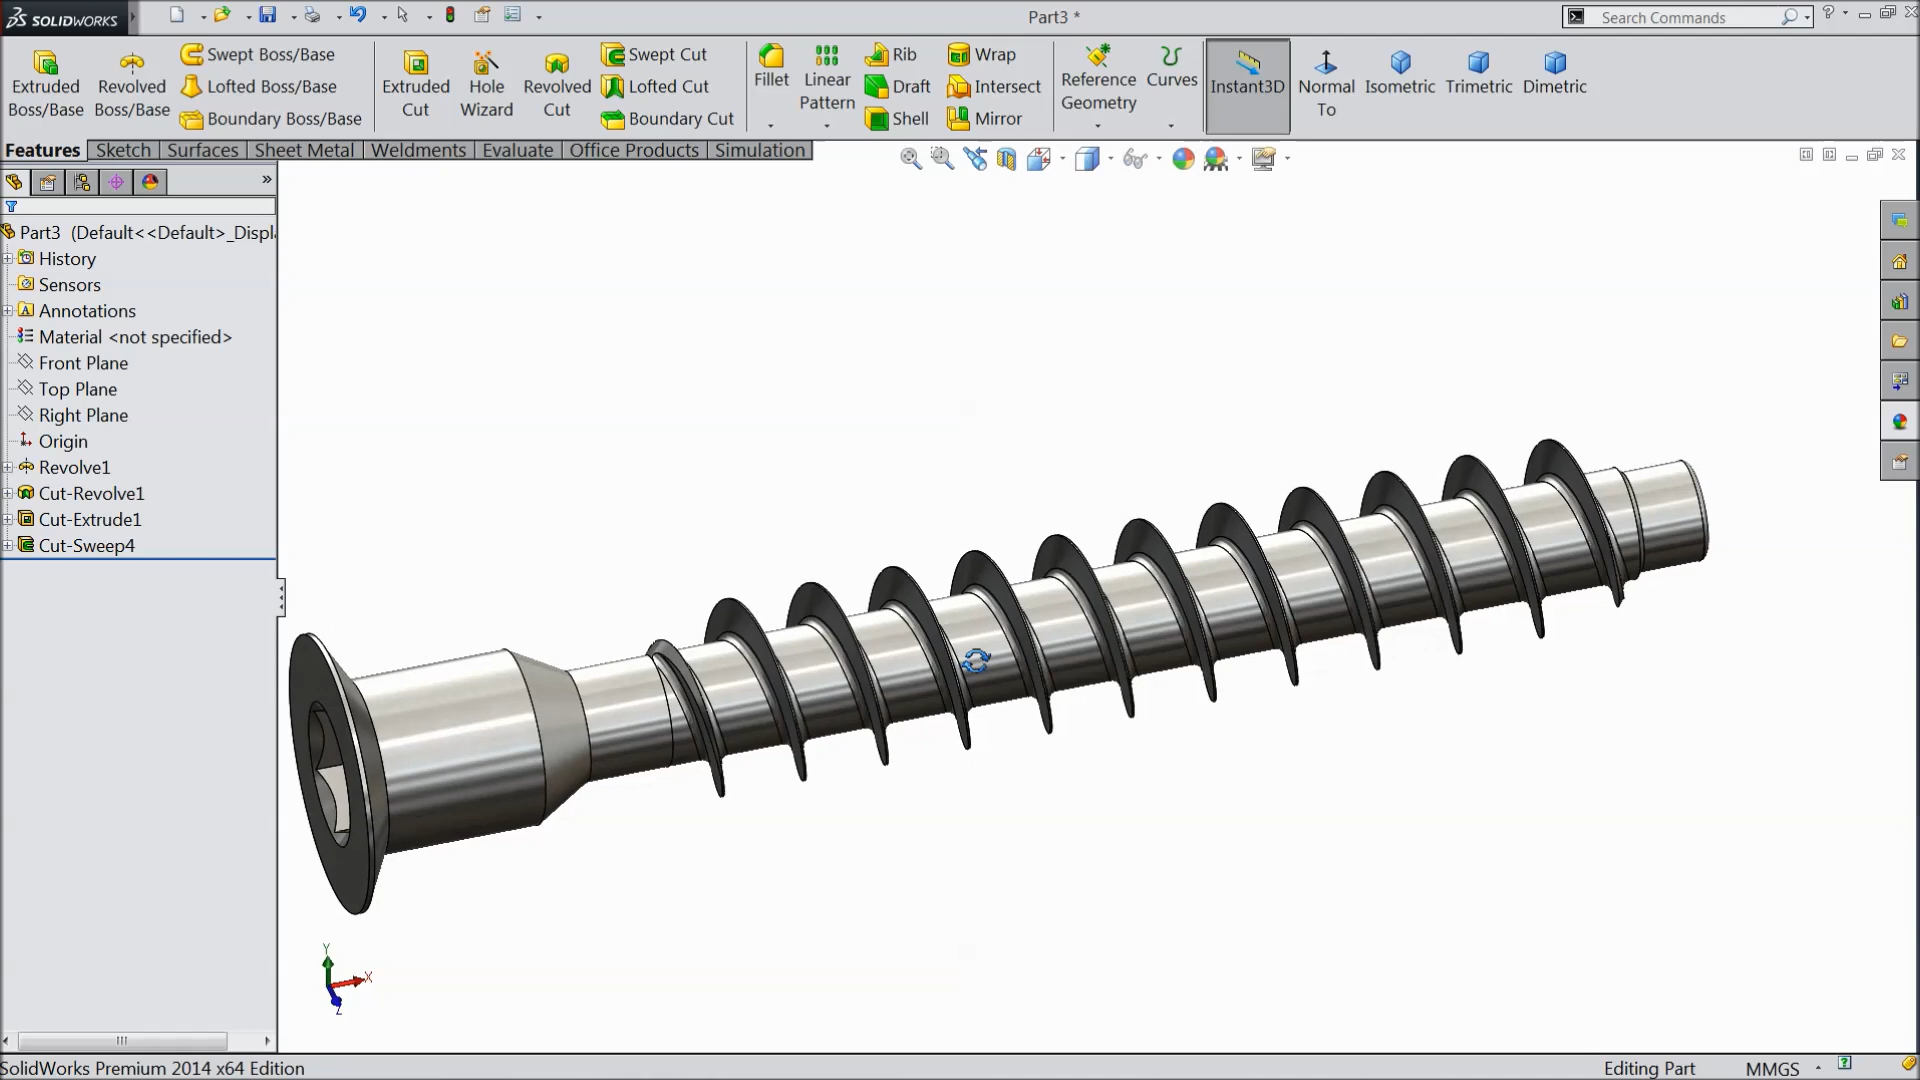 SOLIDWORKS
Part3 *
Search Commands
Extruded Boss/Base
Revolved Boss/Base
Swept Boss/Base
Lofted Boss/Base
Boundary Boss/Base
Extruded Cut
Hole Wizard
Revolved Cut
Swept Cut
Lofted Cut
Boundary Cut
Fillet
Linear Pattern
Rib
Draft
Shell
Wrap
Intersect
Mirror
Reference Geometry
Curves
Instant3D
Normal To
Isometric
Trimetric
Dimetric
Features
Sketch
Surfaces
Sheet Metal
Weldments
Evaluate
Office Products
Simulation
Part3 (Default<<Default>_Displ
History
Sensors
Annotations
Material <not specified>
Front Plane
Top Plane
Right Plane
Origin
Revolve1
Cut-Revolve1
Cut-Extrude1
Cut-Sweep4
Y
X
Z
SolidWorks Premium 2014 x64 Edition
Editing Part
MMGS